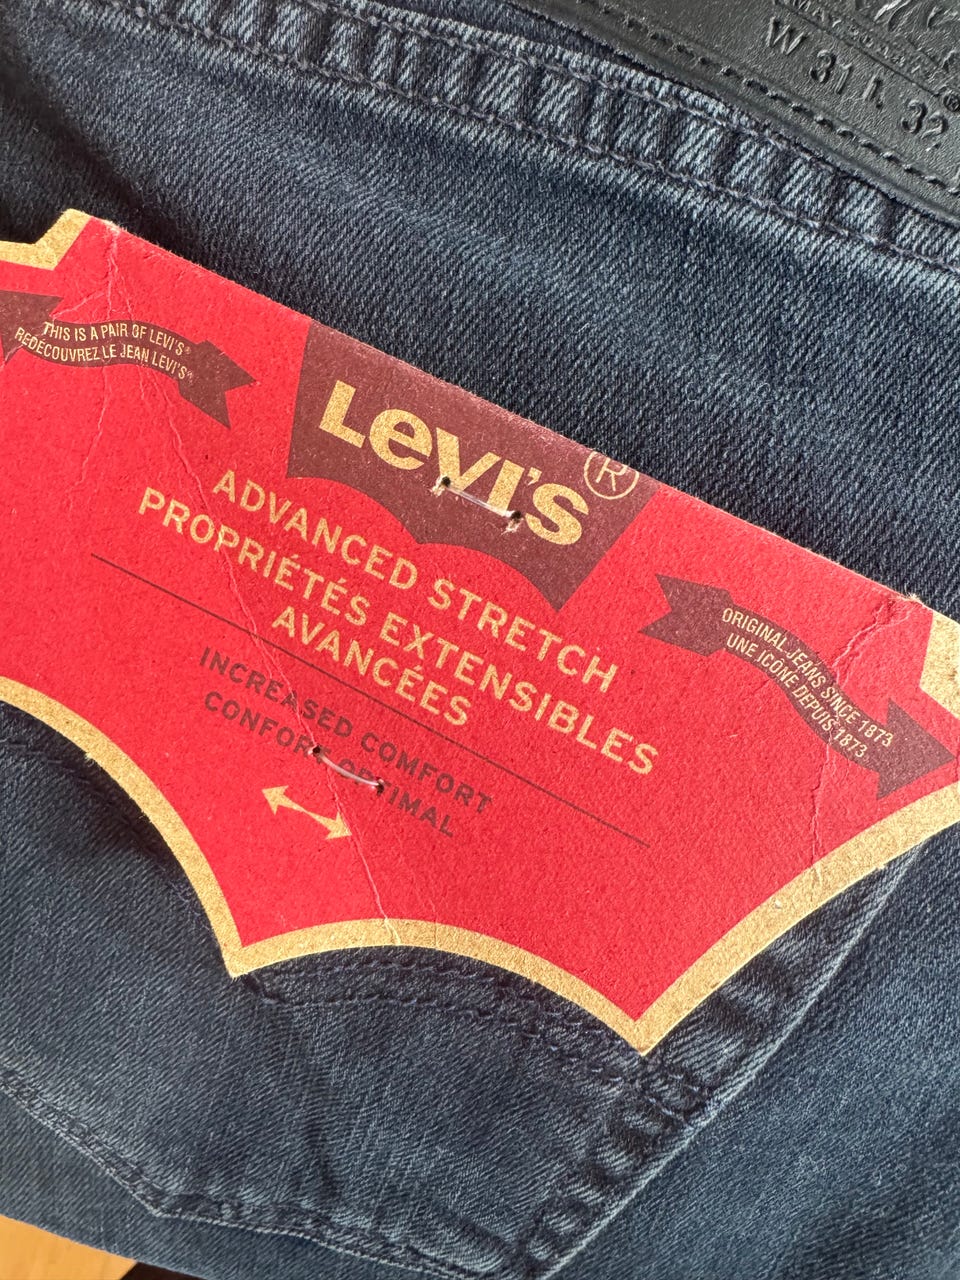 W 31 L 32
THIS IS A PAIR OF LEVI'S®
REDÉCOUVREZ LE JEAN LEVI'S®
LEVI'S®
ADVANCED STRETCH
PROPRIÉTÉS EXTENSIBLES
AVANCÉES
INCREASED COMFORT
CONFORT OPTIMAL
ORIGINAL JEANS SINCE 1873
UNE ICÔNE DEPUIS 1873